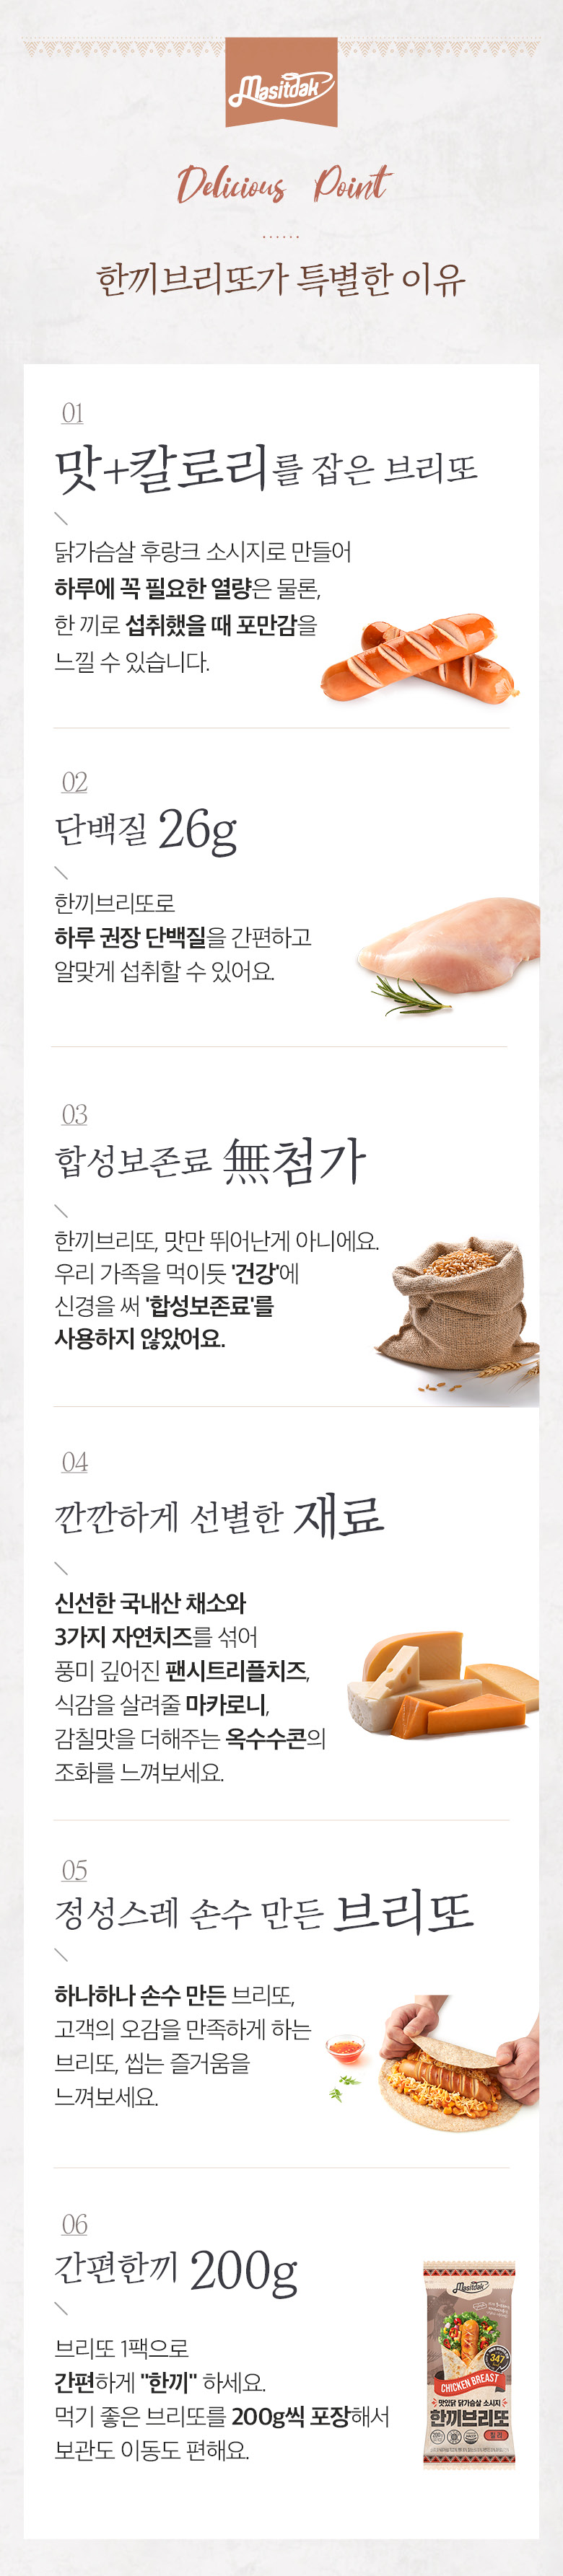 Masitdak
Delicious Point
한끼브리또가 특별한 이유
01
맛+칼로리를 잡은 브리또
닭가슴살 후랑크 소시지로 만들어
하루에 꼭 필요한 열량은 물론,
한 끼로 섭취했을 때 포만감을
느낄 수 있습니다.
02
단백질 26g
한끼브리또로
하루 권장 단백질을 간편하고
알맞게 섭취할 수 있어요.
03
합성보존료 無첨가
한끼브리또, 맛만 뛰어난게 아니에요.
우리 가족을 먹이듯 '건강'에
신경을 써 '합성보존료'를
사용하지 않았어요.
04
깐깐하게 선별한 재료
신선한 국내산 채소와
3가지 자연치즈를 섞어
풍미 깊어진 팬시트리플치즈,
식감을 살려줄 마카로니,
감칠맛을 더해주는 옥수수콘의
조화를 느껴보세요.
05
정성스레 손수 만든 브리또
하나하나 손수 만든 브리또,
고객의 오감을 만족하게 하는
브리또, 씹는 즐거움을
느껴보세요.
06
간편한끼 200g
브리또 1팩으로
간편하게 "한끼" 하세요.
먹기 좋은 브리또를 200g씩 포장해서
보관도 이동도 편해요.
Masitdak
347
CHICKEN BREAST
맛있닭 닭가슴살 소시지
한끼브리또